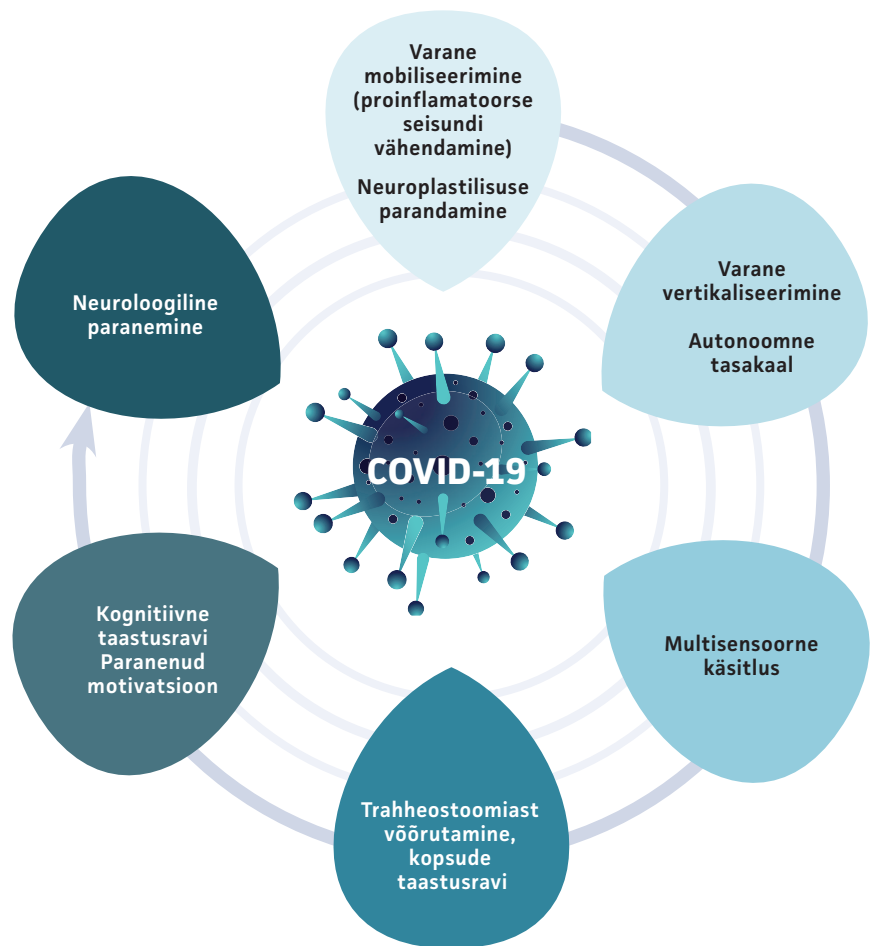 Varane
mobiliseerimine
(proinflamatoorse
seisundi
vähendamine)
Neuroplastilisuse
parandamine
Varane
vertikaliseerimine
Autonoomne
tasakaal
Multisensoorne
käsitlus
Trahheostoomiast
võõrutamine,
kopsude
taastusravi
Kognitiivne
taastusravi
Paranenud
motivatsioon
Neuroloogiline
paranemine
COVID-19